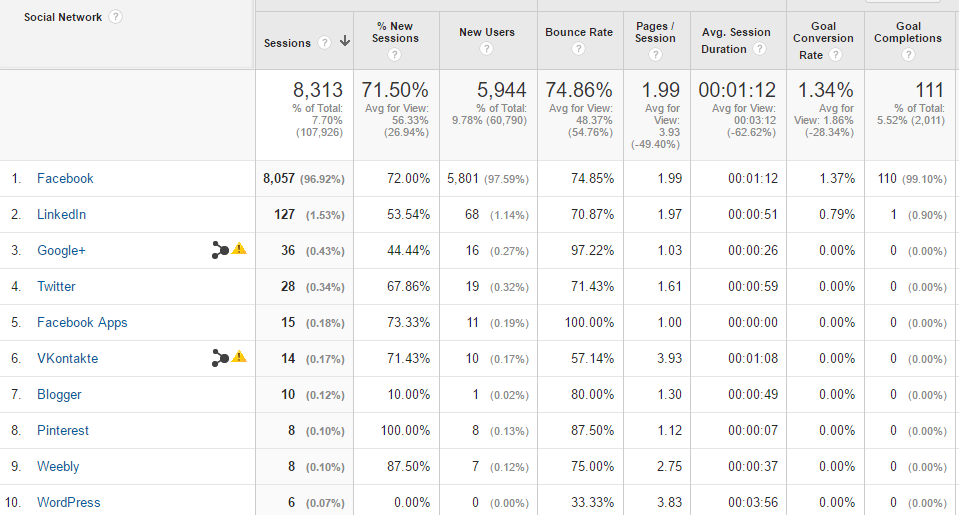 Social Network ?
Sessions ?
% New Sessions ?
New Users ?
Bounce Rate ?
Pages / Session ?
Avg. Session Duration ?
Goal Conversion Rate ?
Goal Completions ?
8,313 % of Total: 7.70% (107,926)
71.50% Avg for View: 56.33% (26.94%)
5,944 % of Total: 9.78% (60,790)
74.86% Avg for View: 48.37% (54.76%)
1.99 Avg for View: 3.93 (-49.40%)
00:01:12 Avg for View: 00:03:12 (-62.62%)
1.34% Avg for View: 1.86% (-28.34%)
111 % of Total: 5.52% (2,011)
1. Facebook 8,057 (96.92%) 72.00% 5,801 (97.59%) 74.85% 1.99 00:01:12 1.37% 110 (99.10%)
2. LinkedIn 127 (1.53%) 53.54% 68 (1.14%) 70.87% 1.97 00:00:51 0.79% 1 (0.90%)
3. Google+ 36 (0.43%) 44.44% 16 (0.27%) 97.22% 1.03 00:00:26 0.00% 0 (0.00%)
4. Twitter 28 (0.34%) 67.86% 19 (0.32%) 71.43% 1.61 00:00:59 0.00% 0 (0.00%)
5. Facebook Apps 15 (0.18%) 73.33% 11 (0.19%) 100.00% 1.00 00:00:00 0.00% 0 (0.00%)
6. VKontakte 14 (0.17%) 71.43% 10 (0.17%) 57.14% 3.93 00:01:08 0.00% 0 (0.00%)
7. Blogger 10 (0.12%) 10.00% 1 (0.02%) 80.00% 1.30 00:00:49 0.00% 0 (0.00%)
8. Pinterest 8 (0.10%) 100.00% 8 (0.13%) 87.50% 1.12 00:00:07 0.00% 0 (0.00%)
9. Weebly 8 (0.10%) 87.50% 7 (0.12%) 75.00% 2.75 00:00:37 0.00% 0 (0.00%)
10. WordPress 6 (0.07%) 0.00% 0 (0.00%) 33.33% 3.83 00:03:56 0.00% 0 (0.00%)